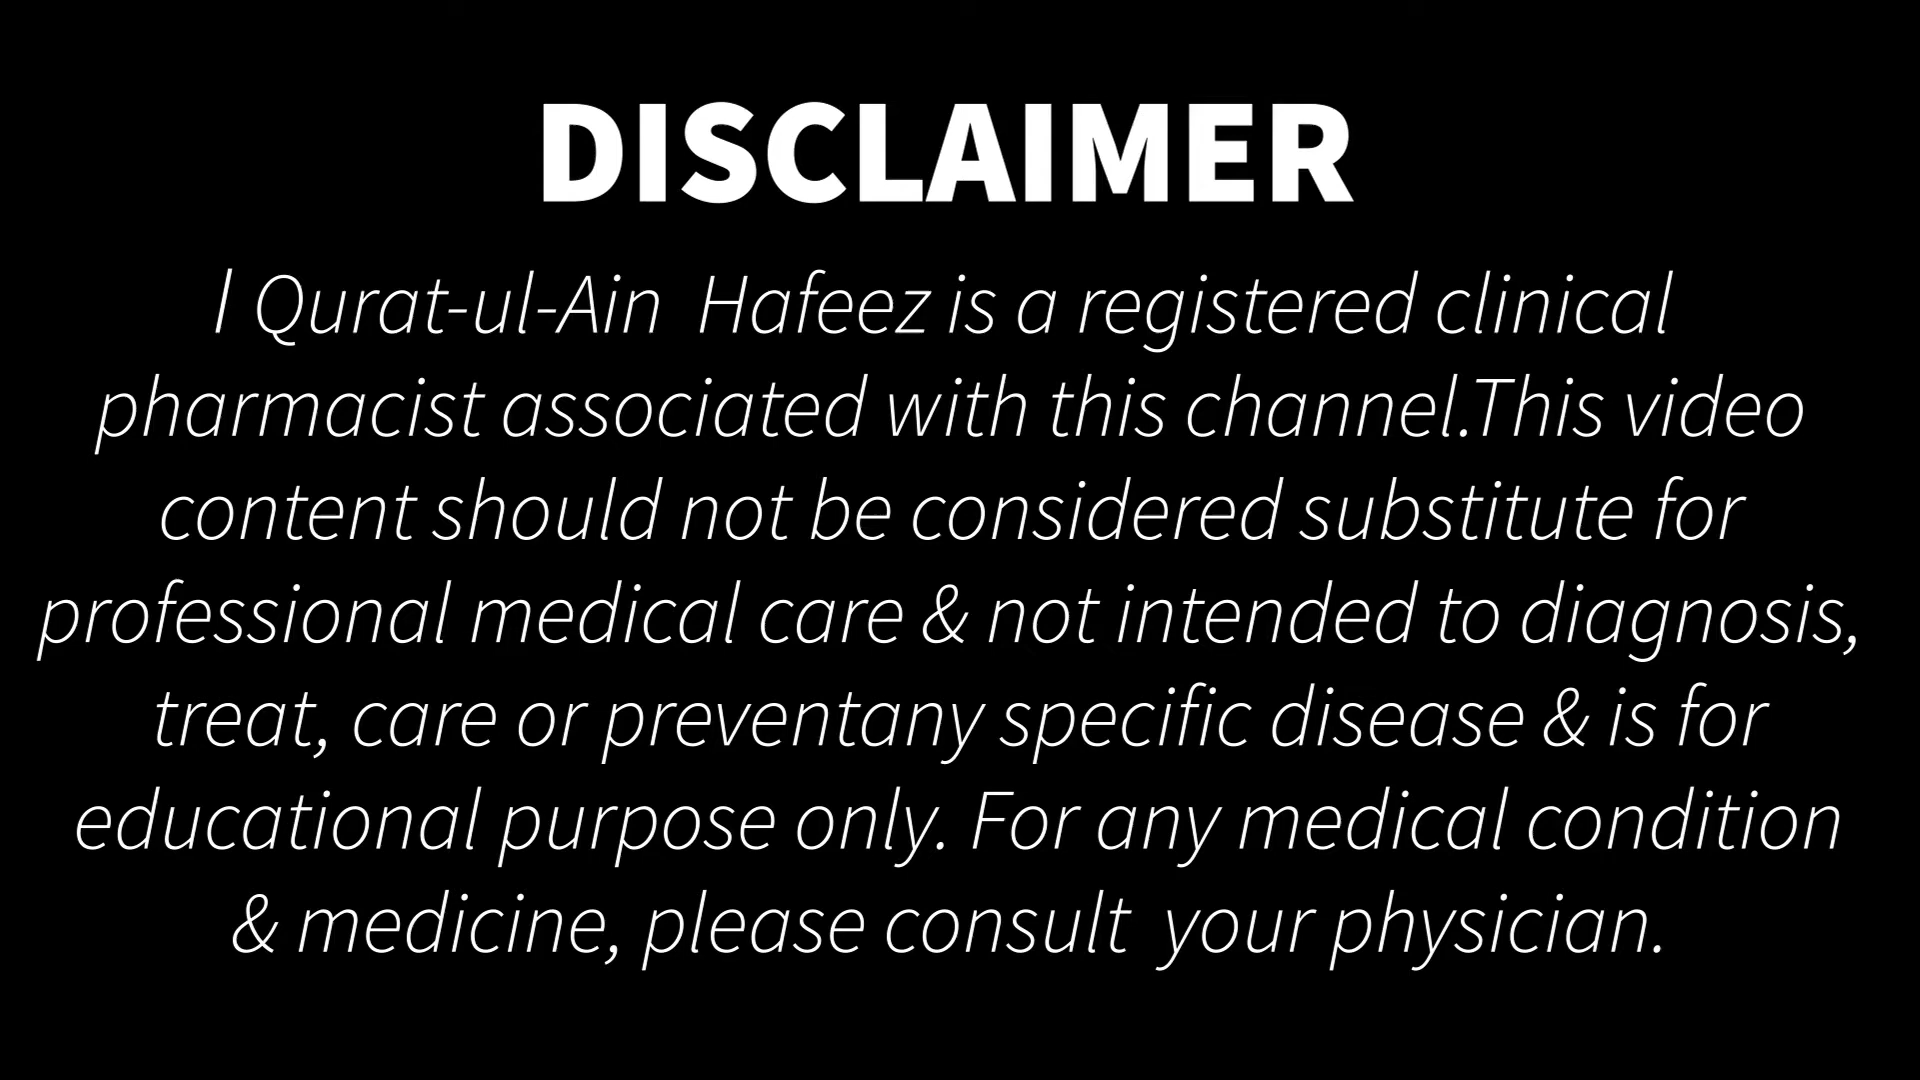 DISCLAIMER
I Qurat-ul-Ain  Hafeez is a registered clinical
pharmacist associated with this channel.This video
content should not be considered substitute for
professional medical care & not intended to diagnosis,
treat, care or preventany specific disease & is for
educational purpose only. For any medical condition
& medicine, please consult  your physician.